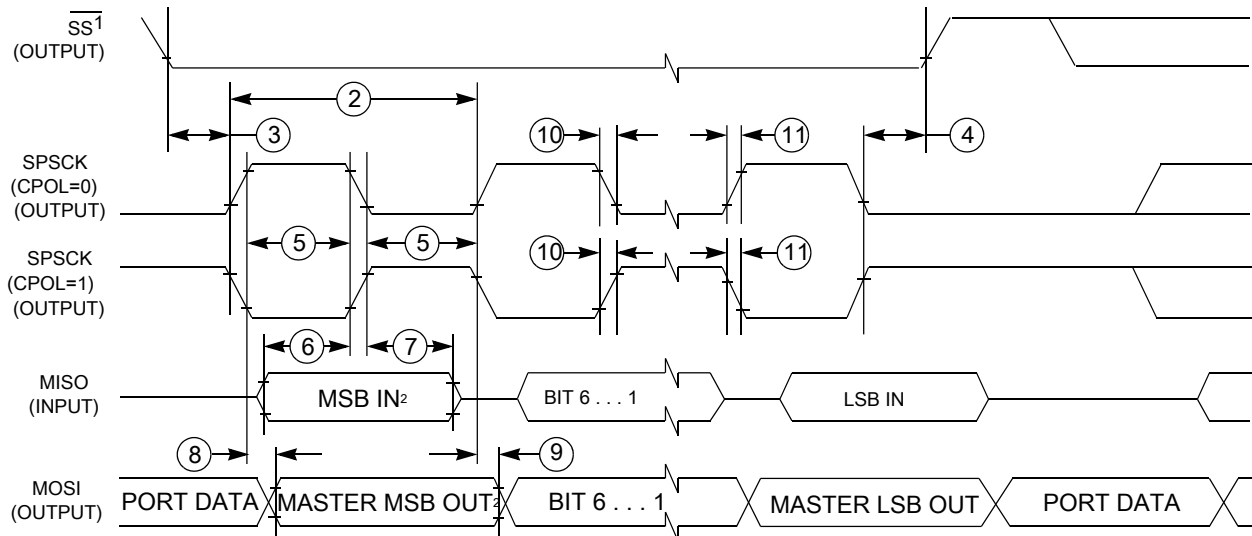 SS1
(OUTPUT)
2
3
10
11
4
SPSCK
(CPOL=0)
(OUTPUT)
5
5
SPSCK
(CPOL=1)
(OUTPUT)
10
11
6
7
MISO
(INPUT)
MSB IN2
BIT 6 . . . 1
LSB IN
8
9
MOSI
(OUTPUT)
PORT DATA
MASTER MSB OUT2
BIT 6 . . . 1
MASTER LSB OUT
PORT DATA